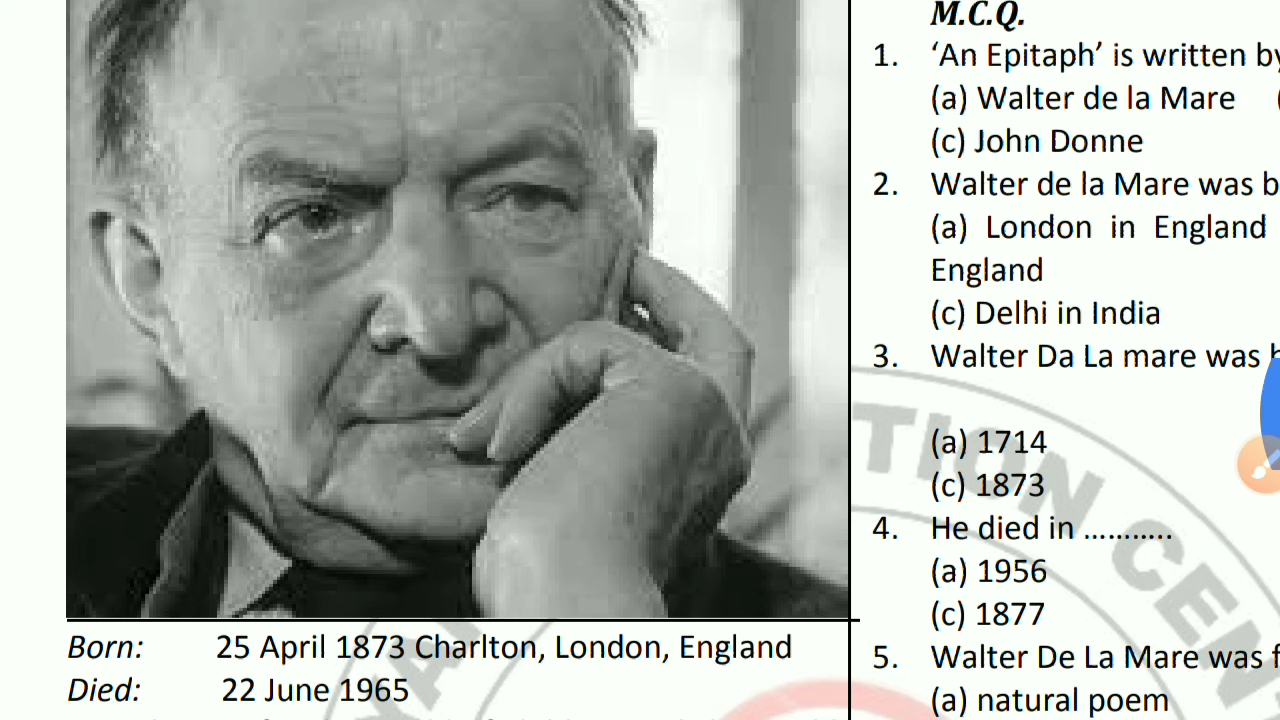 Born: 25 April 1873 Charlton, London, England
Died: 22 June 1965
M.C.Q.
1. ‘An Epitaph’ is written by
(a) Walter de la Mare (
(c) John Donne
2. Walter de la Mare was b
(a) London in England
England
(c) Delhi in India
3. Walter Da La mare was b
(a) 1714
(c) 1873
4. He died in ...........
(a) 1956
(c) 1877
5. Walter De La Mare was f
(a) natural poem
TION CEN